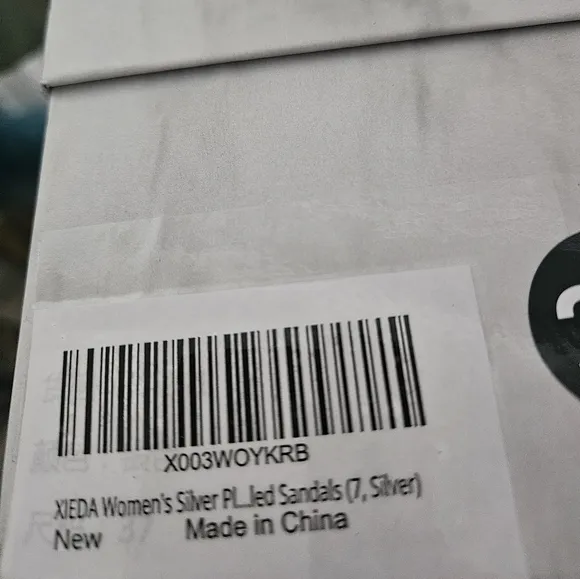 X003WOYKRB
XIEDA Women's Silver Pl...led Sandals (7, Silver)
New Made in China